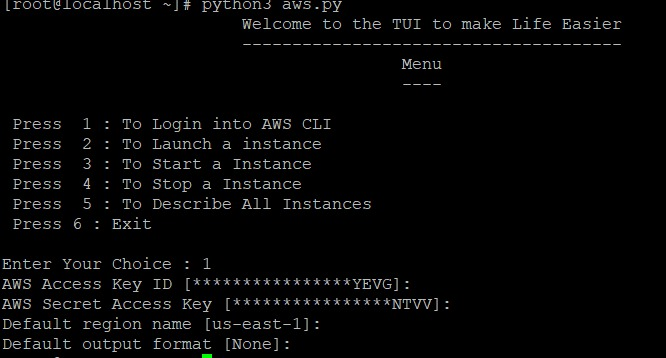 [root@localhost ~]# python3 aws.py
Welcome to the TUI to make Life Easier
--------------------------------------
Menu
----
Press  1 : To Login into AWS CLI
Press  2 : To Launch a instance
Press  3 : To Start a Instance
Press  4 : To Stop a Instance
Press  5 : To Describe All Instances
Press 6 : Exit
Enter Your Choice : 1
AWS Access Key ID [****************YEVG]:
AWS Secret Access Key [****************NTVV]:
Default region name [us-east-1]:
Default output format [None]: